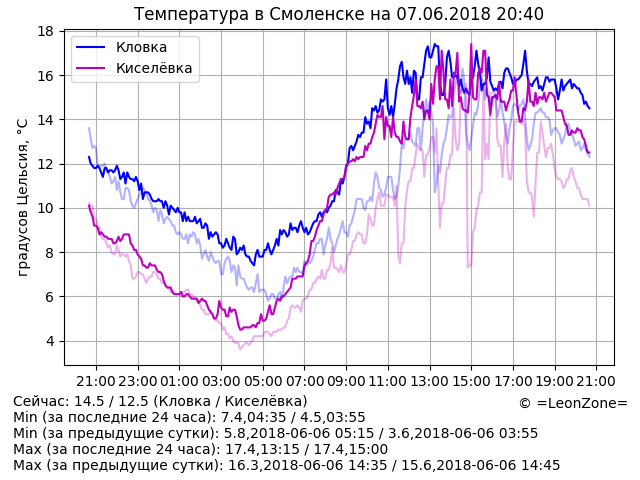 Температура в Смоленске на 07.06.2018 20:40
градусов Цельсия, °C
18
16
14
12
10
8
6
4
Кловка
Киселёвка
21:00 23:00 01:00 03:00 05:00 07:00 09:00 11:00 13:00 15:00 17:00 19:00 21:00
Сейчас: 14.5 / 12.5 (Кловка / Киселёвка)
© =LeonZone=
Min (за последние 24 часа): 7.4,04:35 / 4.5,03:55
Min (за предыдущие сутки): 5.8,2018-06-06 05:15 / 3.6,2018-06-06 03:55
Max (за последние 24 часа): 17.4,13:15 / 17.4,15:00
Max (за предыдущие сутки): 16.3,2018-06-06 14:35 / 15.6,2018-06-06 14:45